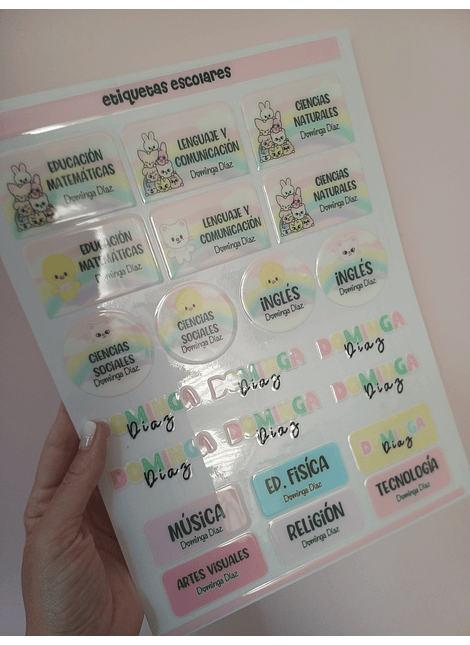 etiquetas escolares
EDUCACIÓN
MATEMÁTICAS
Dominga Díaz
LENGUAJE Y
COMUNICACIÓN
Dominga Díaz
CIENCIAS
NATURALES
Dominga Díaz
EDUCACIÓN
MATEMÁTICAS
Dominga Díaz
LENGUAJE Y
COMUNICACIÓN
Dominga Díaz
CIENCIAS
NATURALES
Dominga Díaz
CIENCIAS
SOCIALES
Dominga Díaz
CIENCIAS
SOCIALES
Dominga Díaz
INGLÉS
Dominga Díaz
INGLÉS
Dominga Díaz
DOMINGA
Díaz
DOMINGA
Díaz
DOMINGA
Díaz
DOMINGA
Díaz
DOMINGA
Díaz
DOMINGA
Díaz
MÚSICA
Dominga Díaz
ED. FISÍCA
Dominga Díaz
DOMINGA
Díaz
ARTES VISUALES
Dominga Díaz
RELIGIÓN
Dominga Díaz
TECNOLOGÍA
Dominga Díaz